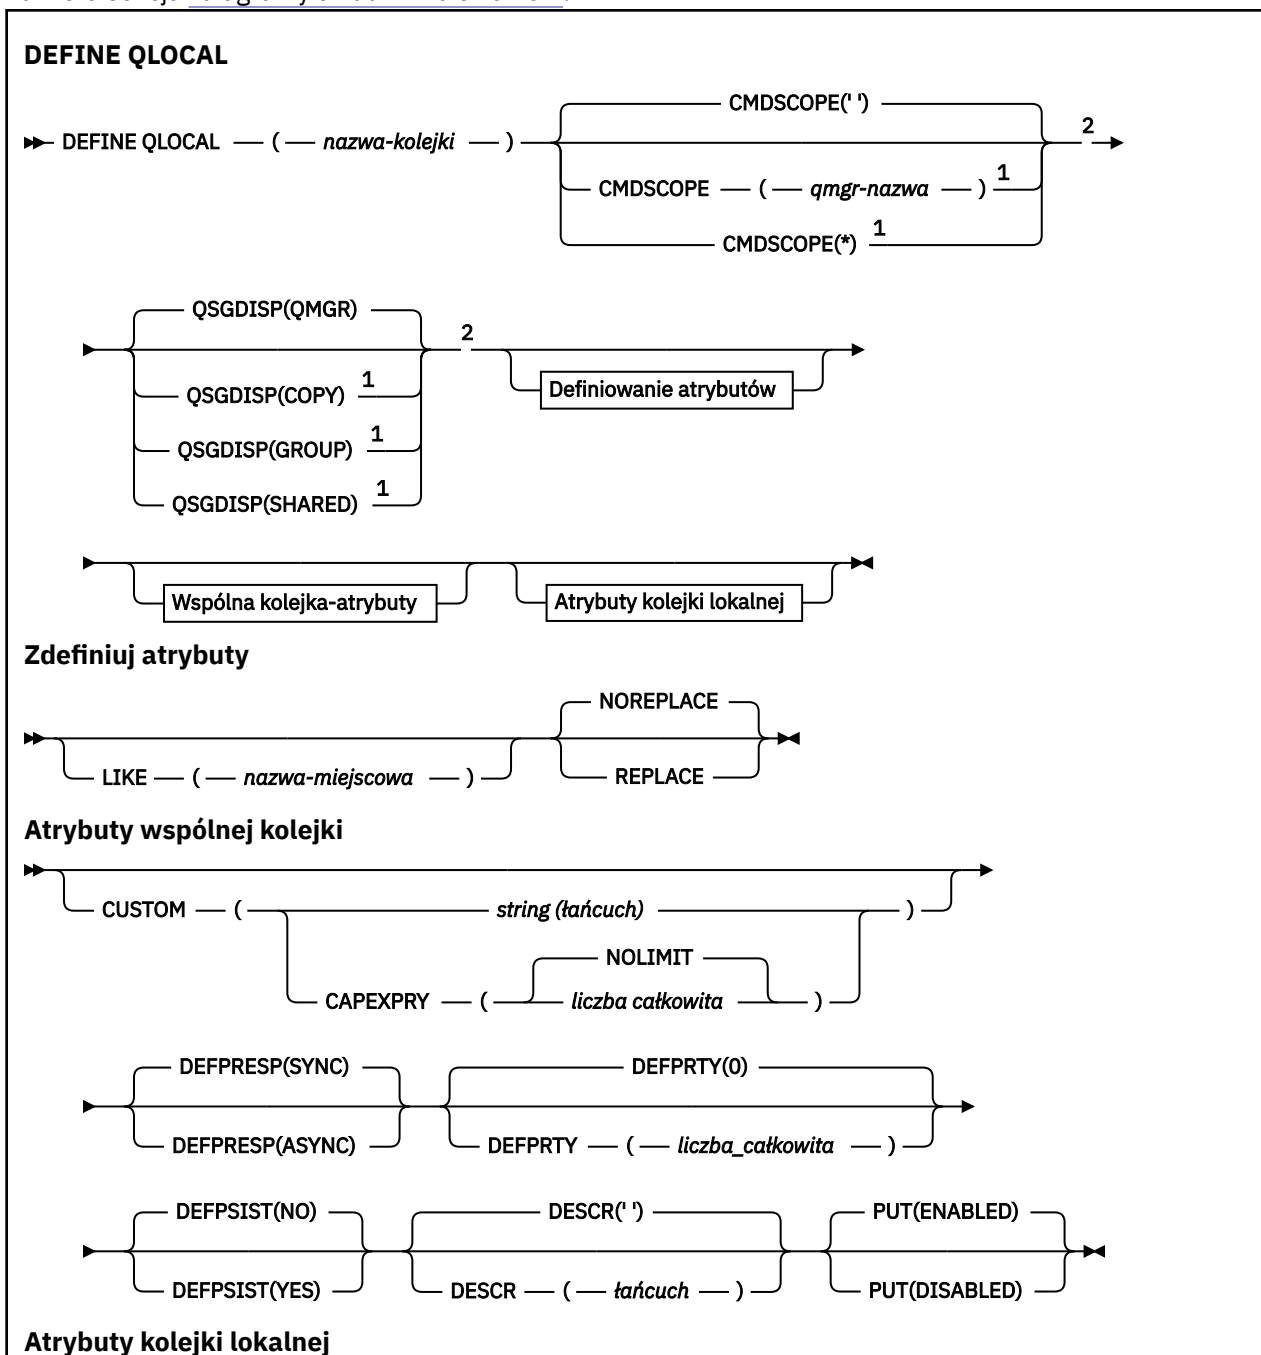 DEFINE QLOCAL
CMDSCOPE(' ')
DEFINE QLOCAL ( nazwa-kolejki ) 2
CMDSCOPE ( qmgr-nazwa ) 1
CMDSCOPE(*) 1
QSGDISP(QMGR)
2
QSGDISP(COPY) 1 Definiowanie atrybutów
QSGDISP(GROUP) 1
QSGDISP(SHARED) 1
Wspólna kolejka-atrybuty Atrybuty kolejki lokalnej
Zdefiniuj atrybuty
NOREPLACE
LIKE ( nazwa-miejscowa ) REPLACE
Atrybuty wspólnej kolejki
CUSTOM ( string (łańcuch) )
NOLIMIT
CAPEXPRY ( liczba całkowita )
DEFPRESP(SYNC) DEFPRTY(0)
DEFPRESP(ASYNC) DEFPRTY ( liczba_całkowita )
DEFPSIST(NO) DESCR(' ') PUT(ENABLED)
DEFPSIST(YES) DESCR ( łańcuch ) PUT(DISABLED)
Atrybuty kolejki lokalnej